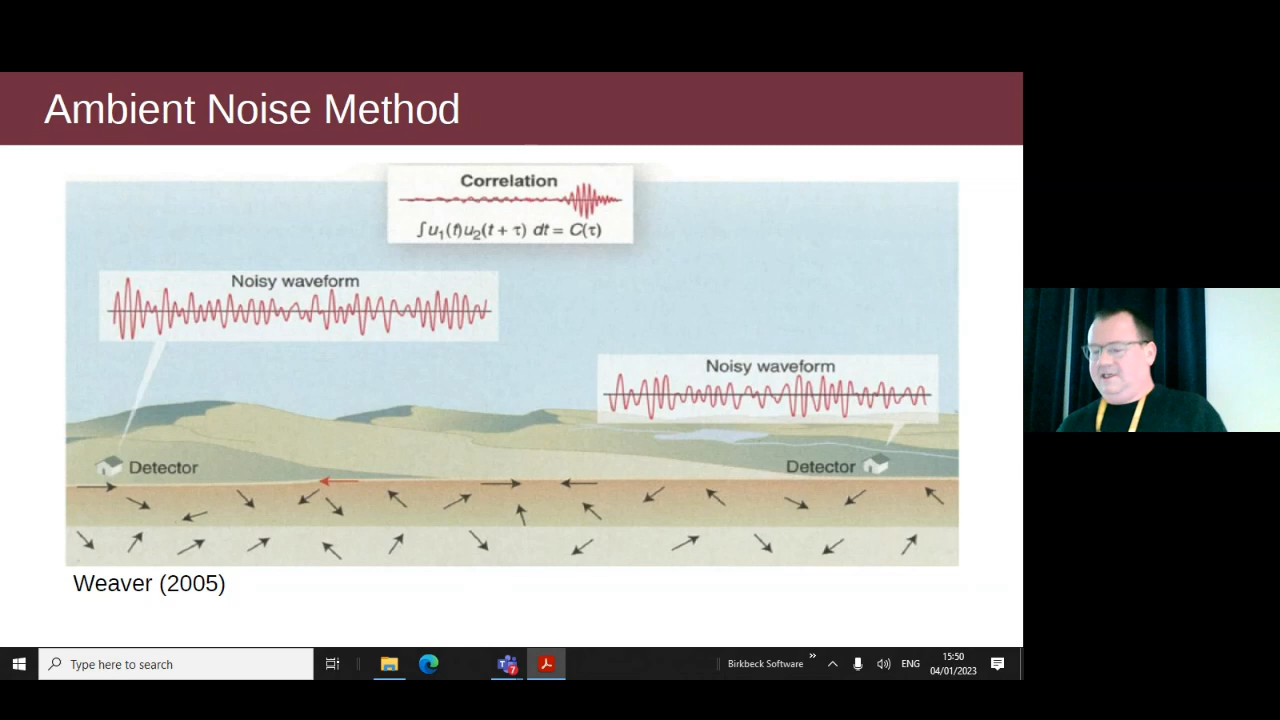 Ambient Noise Method
Correlation
∫u₁(t)u₂(t + τ) dt = C(τ)
Noisy waveform
Noisy waveform
Detector
Detector
Weaver (2005)
Type here to search
7
Birkbeck Software
»
ENG
15:50
04/01/2023